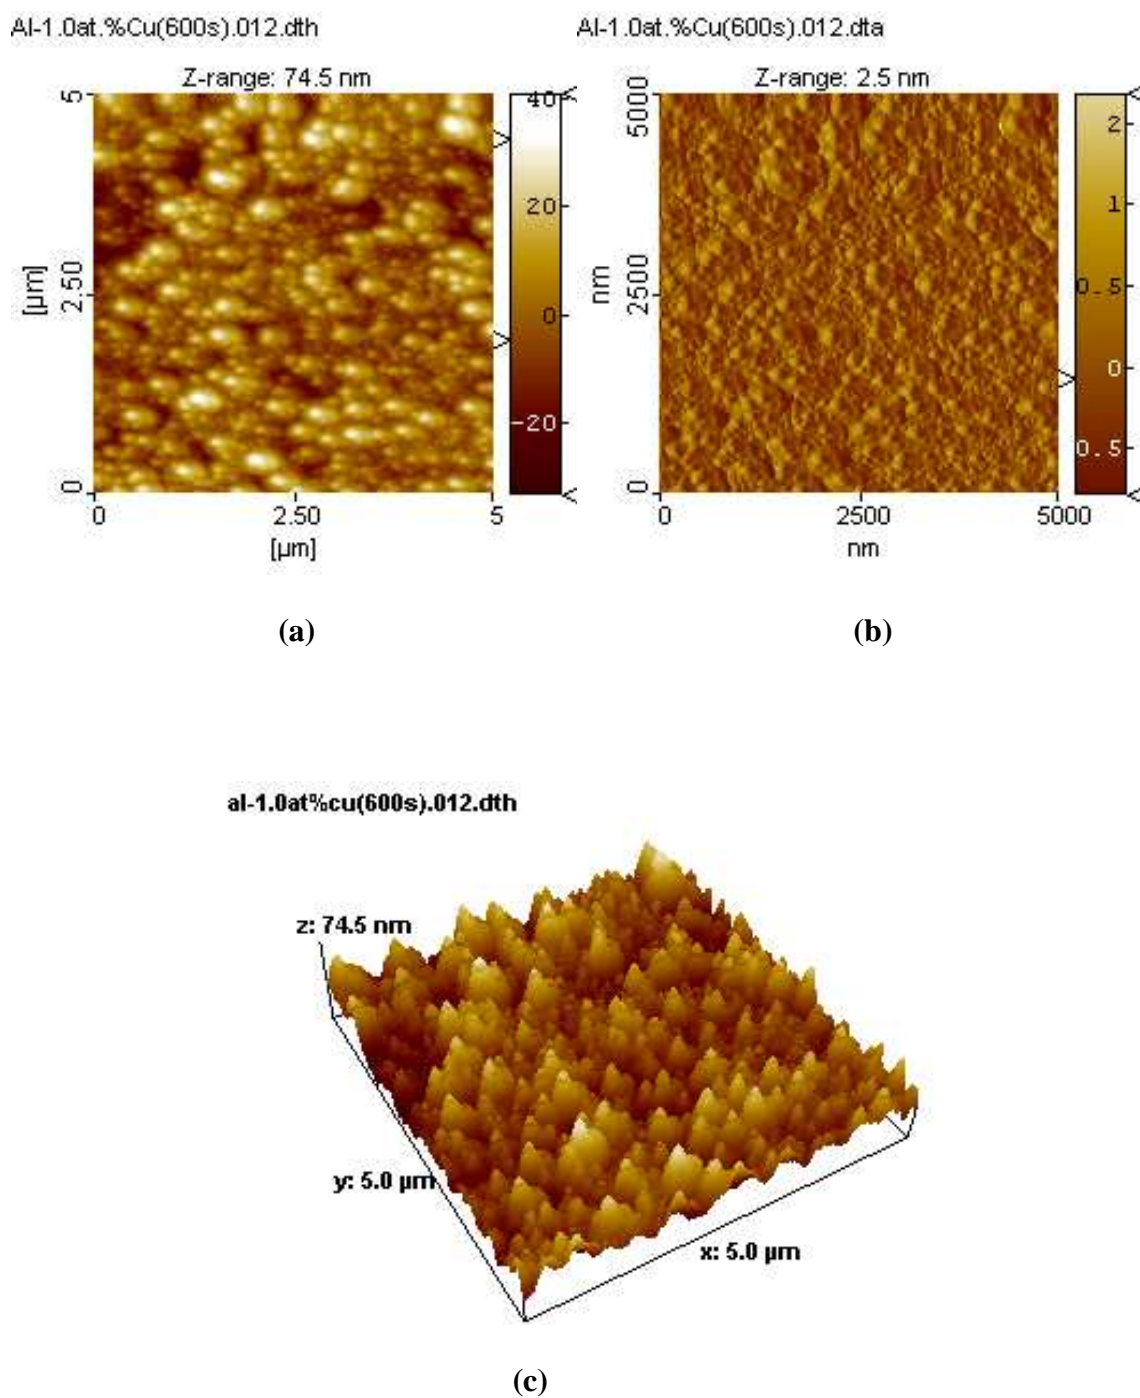 Al-1.0at.%Cu(600s).012.dth
Z-range: 74.5 nm
5
2.50
0
[µm]
0
2.50
5
[µm]
40
20
0
-20
(a)
Al-1.0at.%Cu(600s).012.dta
Z-range: 2.5 nm
5000
2500
0
nm
0
2500
5000
nm
2
1
0.5
0
0.5
(b)
al-1.0at%cu(600s).012.dth
z: 74.5 nm
y: 5.0 µm
x: 5.0 µm
(c)